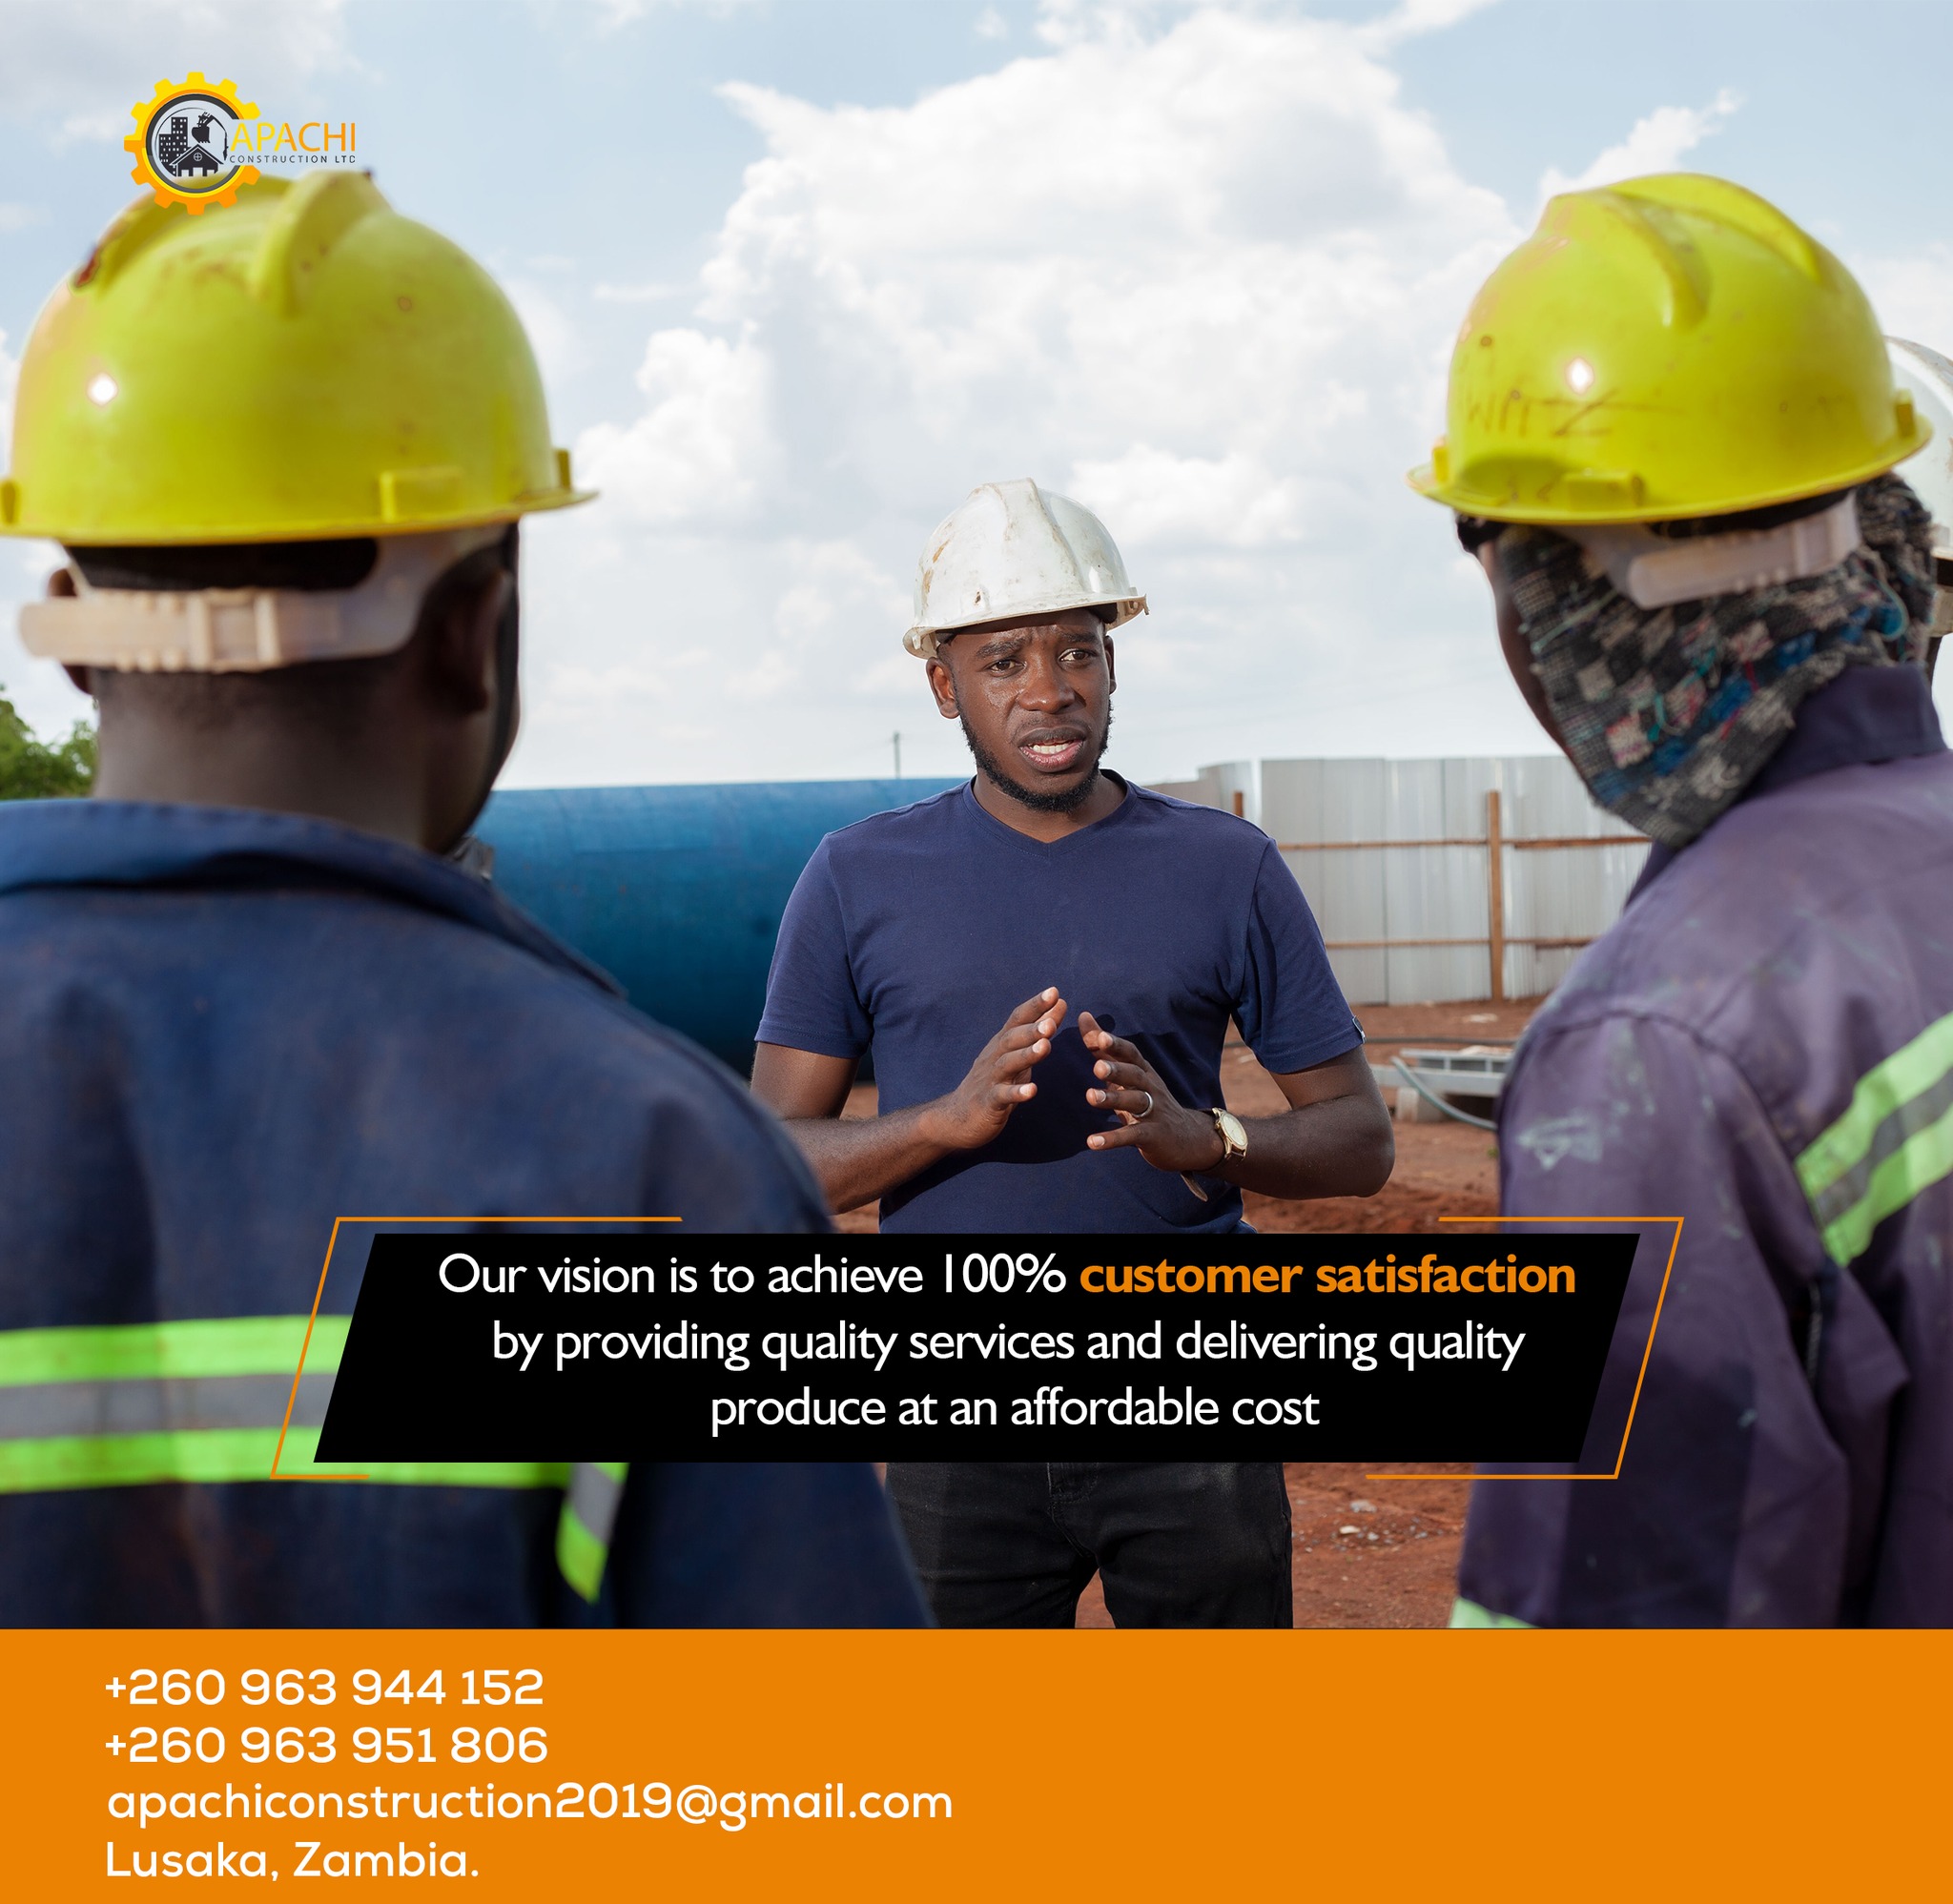 APACHI
CONSTRUCTION LTD
Our vision is to achieve 100% customer satisfaction
by providing quality services and delivering quality
produce at an affordable cost
+260 963 944 152
+260 963 951 806
apachiconstruction2019@gmail.com
Lusaka, Zambia.